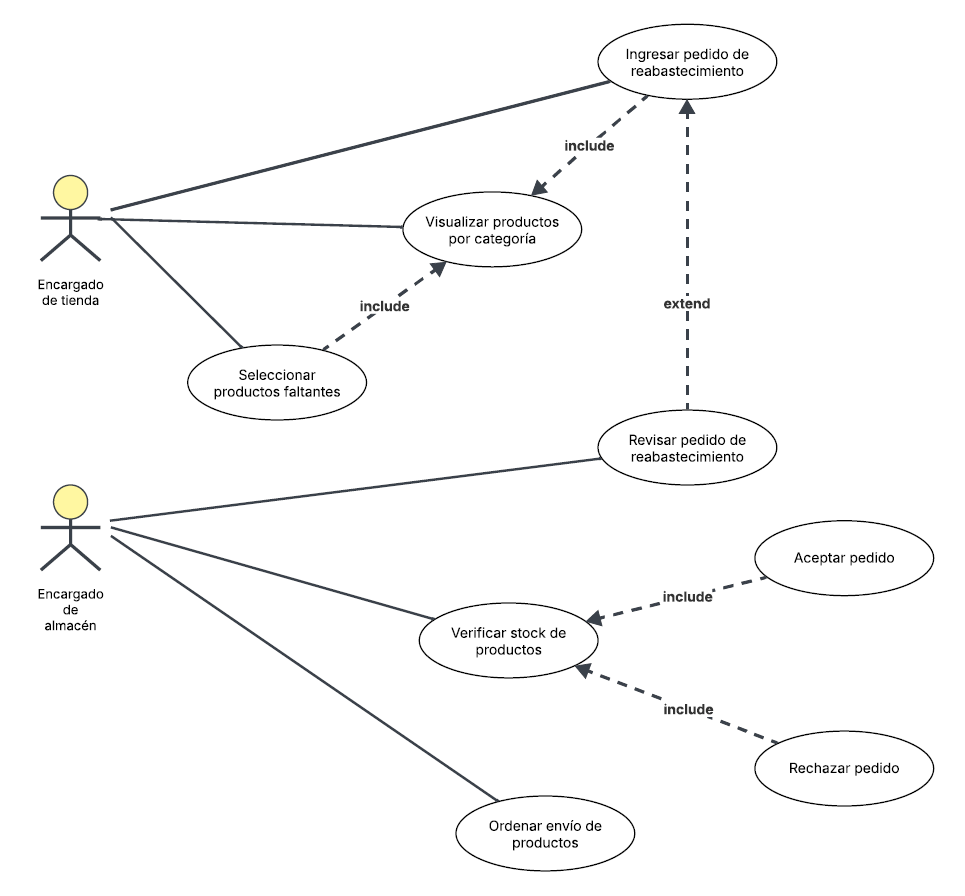 Ingresar pedido de
reabastecimiento
include
Visualizar productos
por categoría
Encargado
de tienda
include
extend
Seleccionar
productos faltantes
Revisar pedido de
reabastecimiento
Aceptar pedido
Encargado
de
almacén
include
Verificar stock de
productos
include
Rechazar pedido
Ordenar envío de
productos